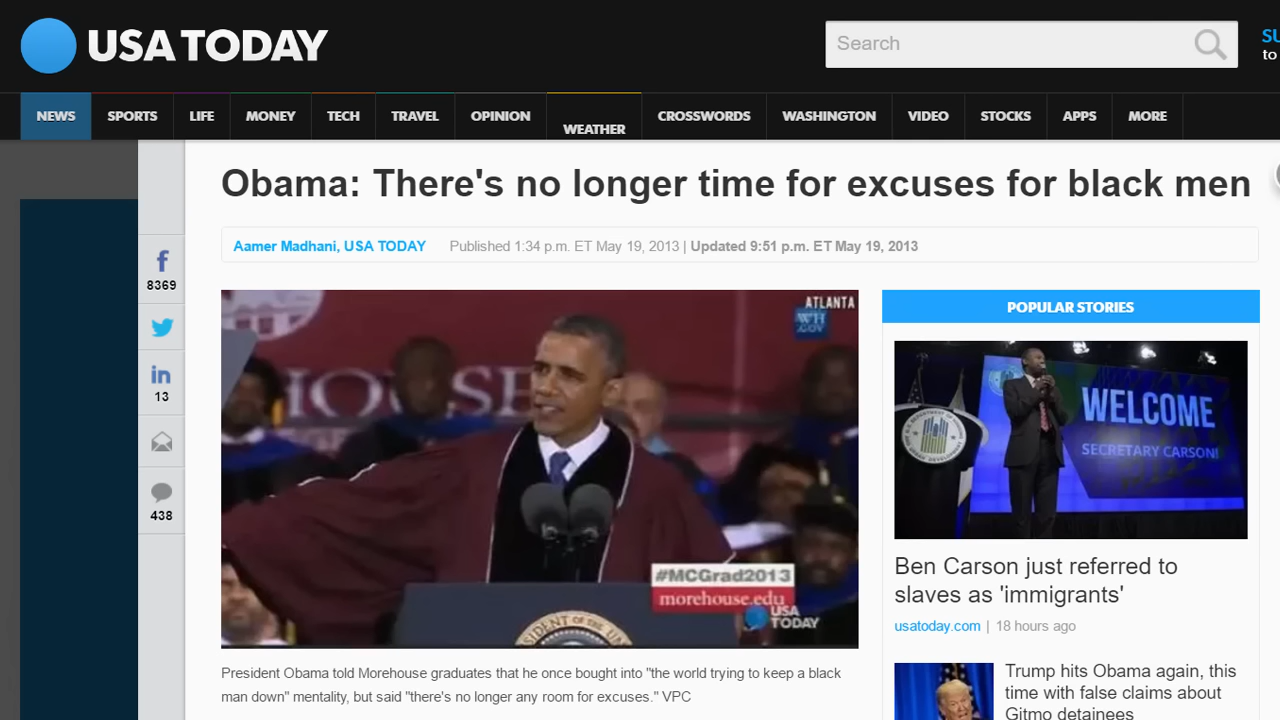 USA TODAY
Search
SU
to
NEWS SPORTS LIFE MONEY TECH TRAVEL OPINION WEATHER CROSSWORDS WASHINGTON VIDEO STOCKS APPS MORE
Obama: There's no longer time for excuses for black men
Aamer Madhani, USA TODAY Published 1:34 p.m. ET May 19, 2013 | Updated 9:51 p.m. ET May 19, 2013
8369
13
438
ATLANTA
WH
.GOV
HOUSE
#MCGrad2013
morehouse.edu
USA
TODAY
President Obama told Morehouse graduates that he once bought into "the world trying to keep a black
man down" mentality, but said "there's no longer any room for excuses." VPC
POPULAR STORIES
WELCOME
SECRETARY CARSON!
Ben Carson just referred to
slaves as 'immigrants'
usatoday.com | 18 hours ago
Trump hits Obama again, this
time with false claims about
Gitmo detainees